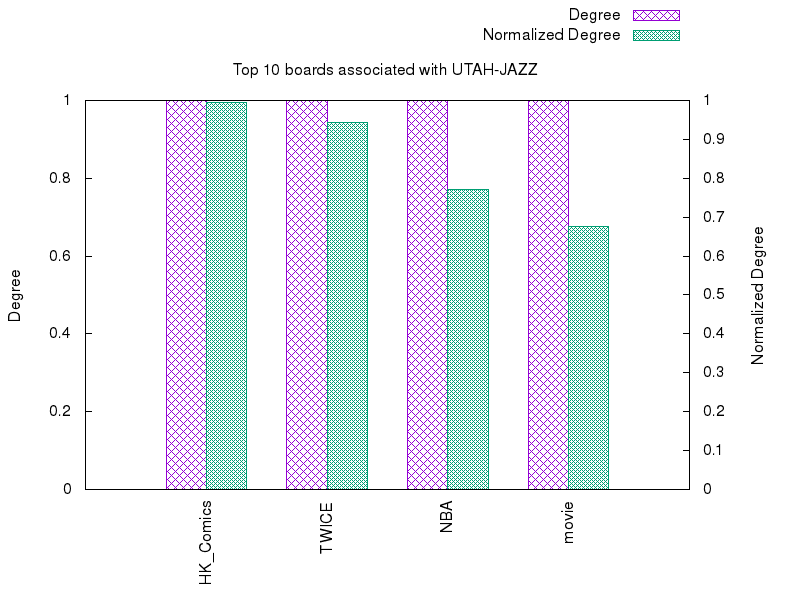 Degree
Normalized Degree
Top 10 boards associated with UTAH-JAZZ
1
0.8
0.6
0.4
0.2
0
Degree
1
0.9
0.8
0.7
0.6
0.5
0.4
0.3
0.2
0.1
0
Normalized Degree
HK_Comics
TWICE
NBA
movie